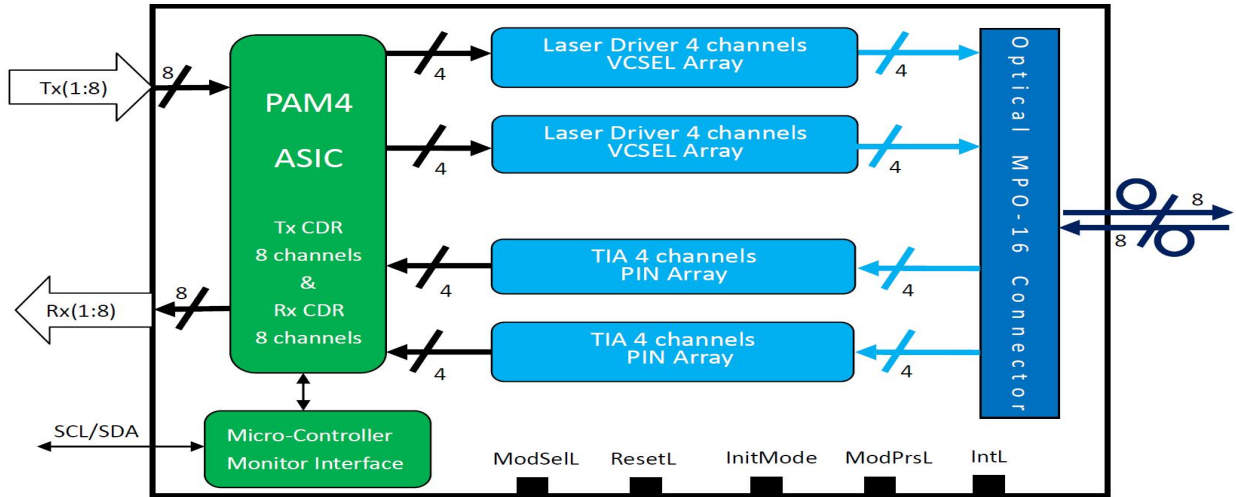 Tx(1:8)
8
PAM4
ASIC
Tx CDR
8 channels
&
Rx CDR
8 channels
4
Laser Driver 4 channels
VCSEL Array
4
4
Laser Driver 4 channels
VCSEL Array
4
Optical MPO-16 Connector
8
8
Rx(1:8)
8
4
TIA 4 channels
PIN Array
4
4
TIA 4 channels
PIN Array
4
SCL/SDA
Micro-Controller
Monitor Interface
ModSelL
ResetL
InitMode
ModPrsL
IntL